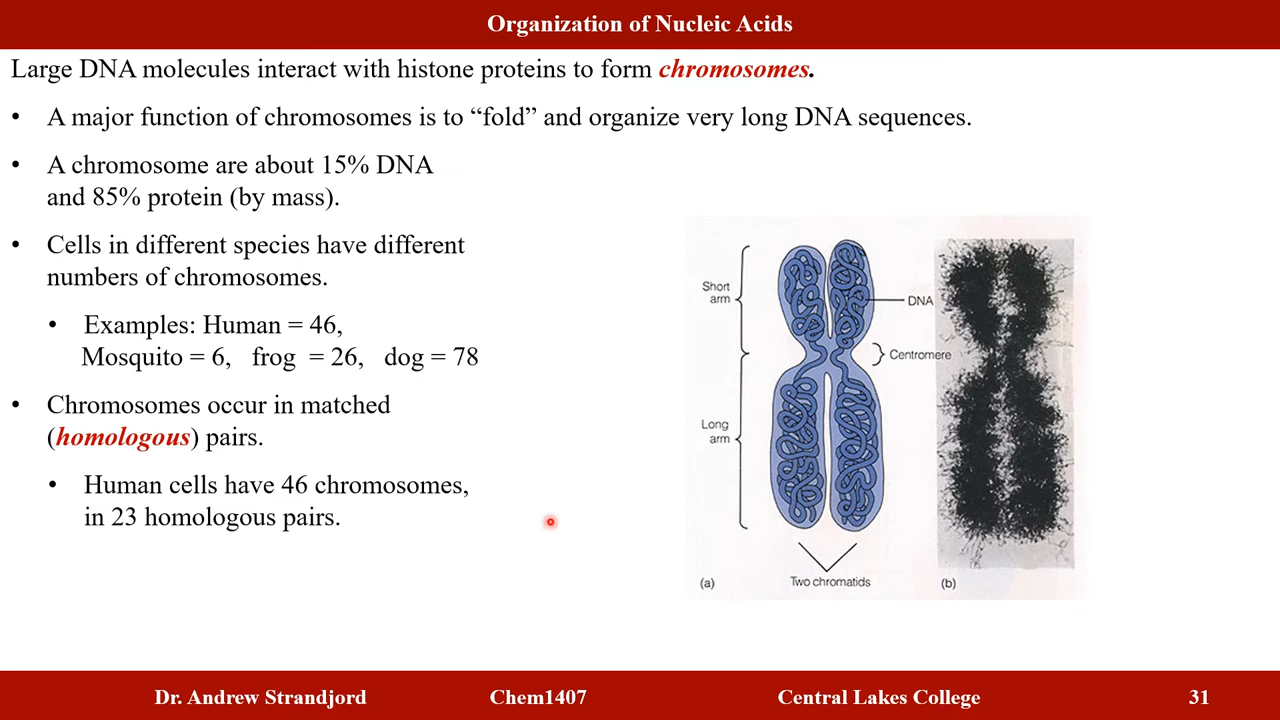 Organization of Nucleic Acids
Large DNA molecules interact with histone proteins to form chromosomes.
• A major function of chromosomes is to “fold” and organize very long DNA sequences.
• A chromosome are about 15% DNA
and 85% protein (by mass).
• Cells in different species have different
numbers of chromosomes.
• Examples: Human = 46,
Mosquito = 6, frog = 26, dog = 78
• Chromosomes occur in matched
(homologous) pairs.
• Human cells have 46 chromosomes,
in 23 homologous pairs.
Short
arm
DNA
Centromere
Long
arm
(a)
Two chromatids
(b)
Dr. Andrew Strandjord Chem1407 Central Lakes College 31